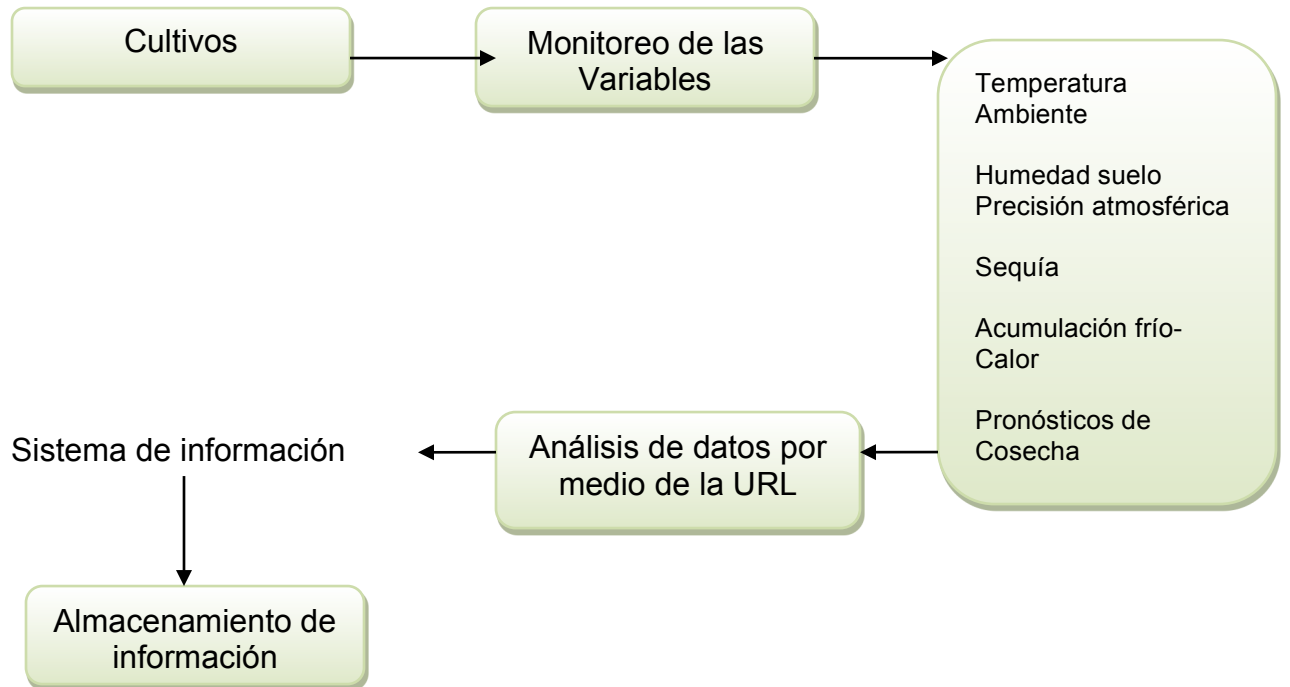 Cultivos
Monitoreo de las
Variables
Temperatura
Ambiente
Humedad suelo
Precisión atmosférica
Sequía
Acumulación frío-
Calor
Pronósticos de
Cosecha
Análisis de datos por
medio de la URL
Sistema de información
Almacenamiento de
información